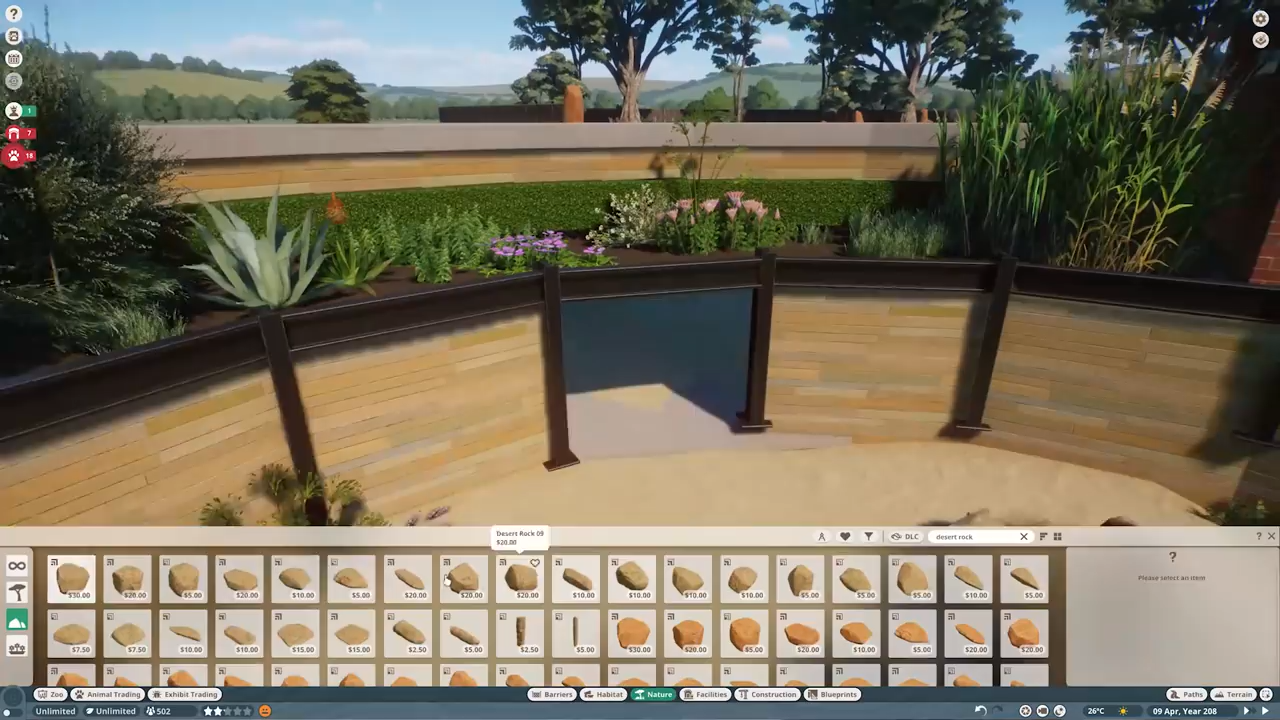 ?
1
7
18
Desert Rock 09
$20.00
DLC
desert rock
? ×
?
Please select an item
$30.00 $20.00 $5.00 $20.00 $10.00 $5.00 $20.00 $20.00 $20.00 $10.00 $10.00 $10.00 $10.00 $5.00 $5.00 $5.00 $10.00 $5.00
$7.50 $7.50 $10.00 $10.00 $15.00 $15.00 $2.50 $5.00 $2.50 $5.00 $30.00 $20.00 $5.00 $20.00 $10.00 $5.00 $20.00 $20.00
Zoo Animal Trading Exhibit Trading Barriers Habitat Nature Facilities Construction Blueprints Paths Terrain
Unlimited Unlimited 502 26°C 09 Apr, Year 208